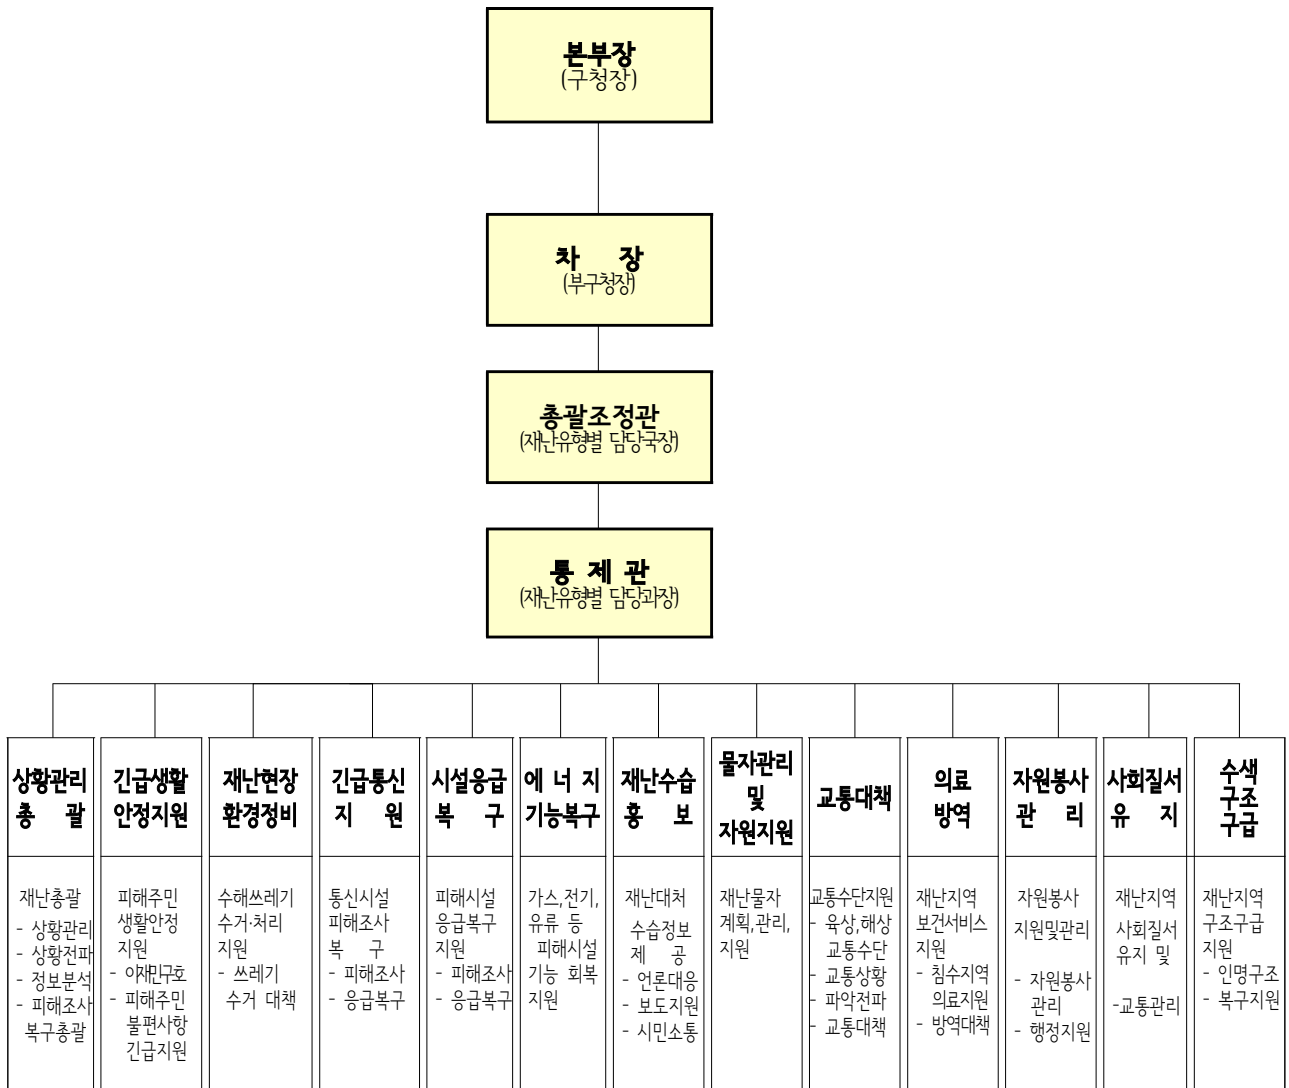 본부장
(구청장)
차 장
(부구청장)
총괄조정관
(재난유형별 담당국장)
통 제 관
(재난유형별 담당과장)
상황관리
총 괄
재난총괄
- 상황관리
- 상황전파
- 정보분석
- 피해조사
복구총괄
긴급생활
안정지원
피해주민
생활안정
지원
- 이재민구호
- 피해주민
불편사항
긴급지원
재난현장
환경정비
수해쓰레기
수거·처리
지원
- 쓰레기
수거 대책
긴급통신
지 원
통신시설
피해조사
복 구
- 피해조사
- 응급복구
시설응급
복 구
피해시설
응급복구
지원
- 피해조사
- 응급복구
에 너 지
기능복구
가스,전기,
유류 등
피해시설
기능 회복
지원
재난수습
홍 보
재난대처
수습정보
제 공
- 언론대응
- 보도지원
- 시민소통
물자관리
및
자원지원
재난물자
계획,관리,
지원
교통대책
교통수단지원
- 육상,해상
교통수단
- 교통상황
- 파악전파
- 교통대책
의료
방역
재난지역
보건서비스
지원
- 침수지역
의료지원
- 방역대책
자원봉사
관 리
자원봉사
지원및관리
- 자원봉사
관리
- 행정지원
사회질서
유 지
재난지역
사회질서
유지 및
-교통관리
수색
구조
구급
재난지역
구조구급
지원
- 인명구조
- 복구지원